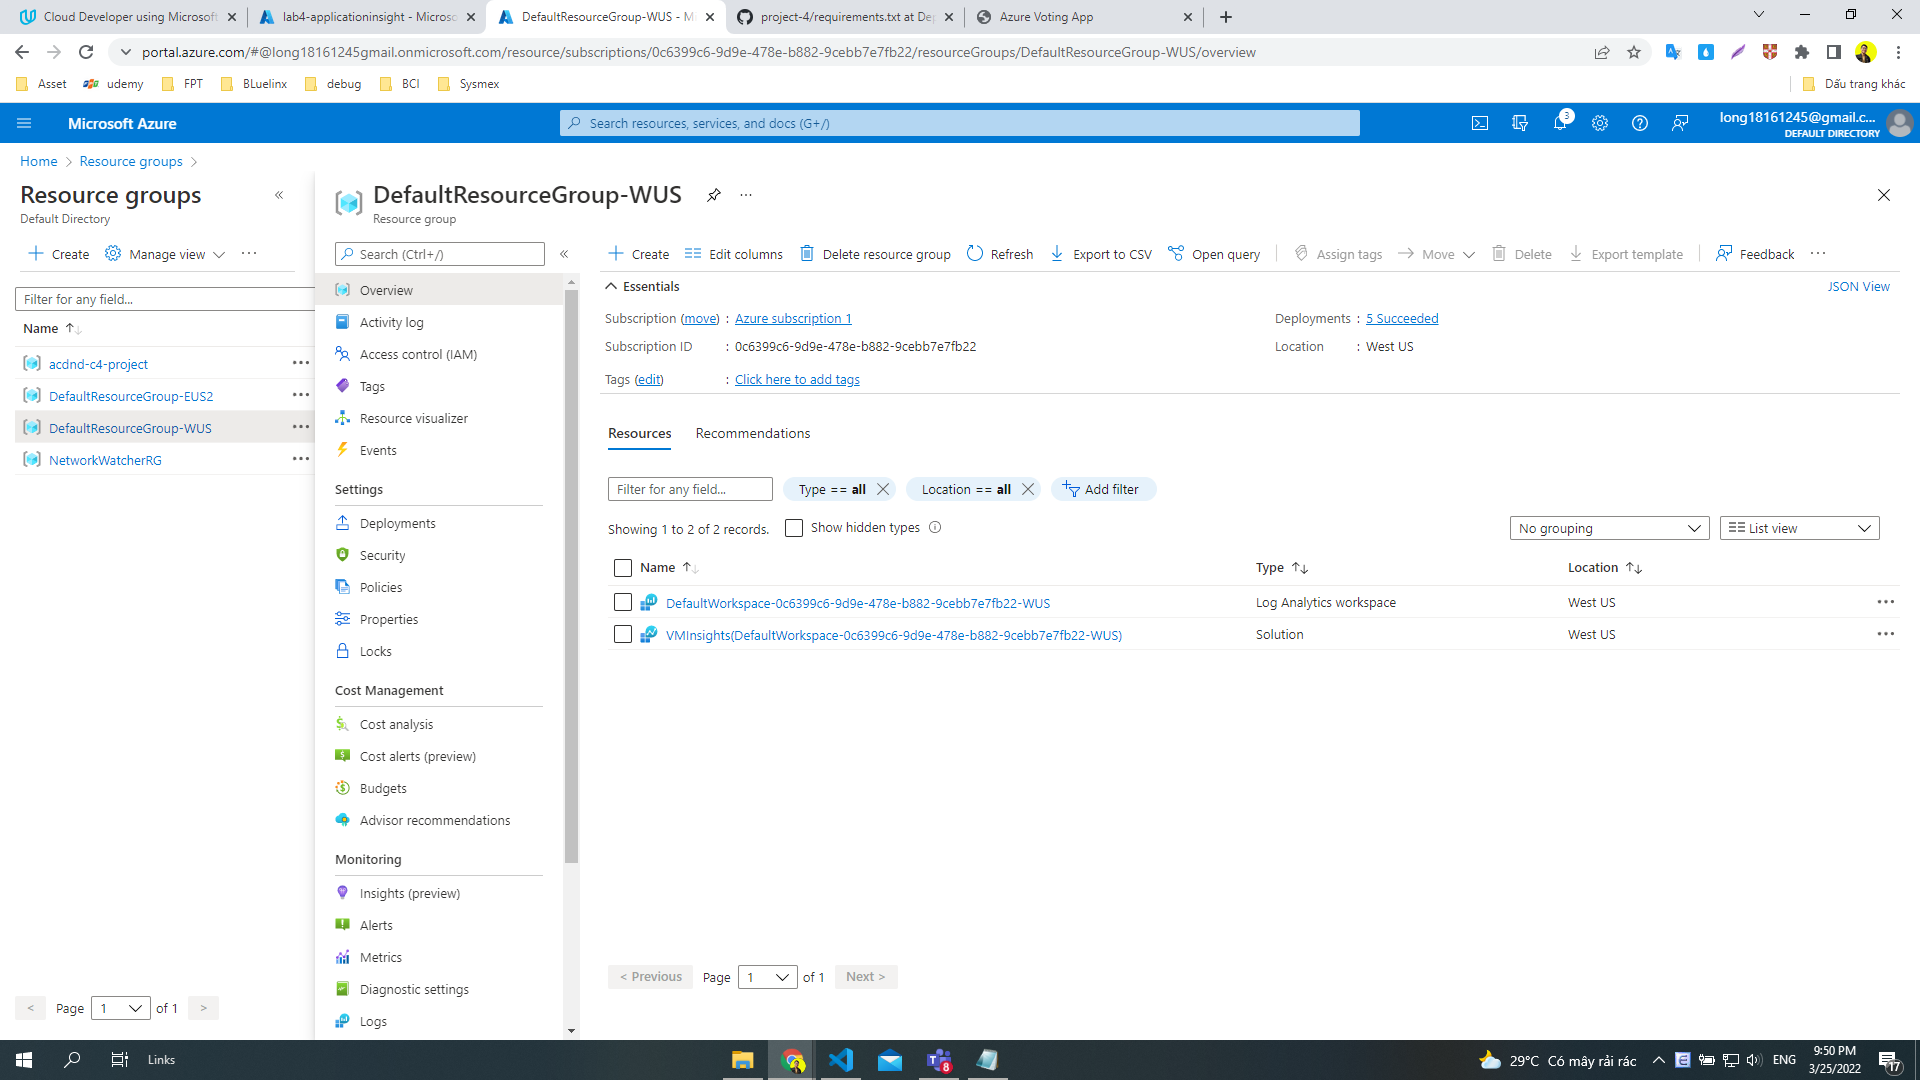 Cloud Developer using Microsoft
lab4-applicationinsight - Microso
DefaultResourceGroup-WUS - Mi
project-4/requirements.txt at Dep
Azure Voting App
portal.azure.com/#@long18161245gmail.onmicrosoft.com/resource/subscriptions/0c6399c6-9d9e-478e-b882-9cebb7e7fb22/resourceGroups/DefaultResourceGroup-WUS/overview
Asset
udemy
FPT
BLuelinx
debug
BCI
Sysmex
Dấu trang khác
Microsoft Azure
Search resources, services, and docs (G+/)
3
long18161245@gmail.c...
DEFAULT DIRECTORY
Home
Resource groups
Resource groups
Default Directory
Create
Manage view
Filter for any field...
Name
acdnd-c4-project
DefaultResourceGroup-EUS2
DefaultResourceGroup-WUS
NetworkWatcherRG
< Page 1 of 1 >
DefaultResourceGroup-WUS
Resource group
Search (Ctrl+/)
Overview
Activity log
Access control (IAM)
Tags
Resource visualizer
Events
Settings
Deployments
Security
Policies
Properties
Locks
Cost Management
Cost analysis
Cost alerts (preview)
Budgets
Advisor recommendations
Monitoring
Insights (preview)
Alerts
Metrics
Diagnostic settings
Logs
Create
Edit columns
Delete resource group
Refresh
Export to CSV
Open query
Assign tags
Move
Delete
Export template
Feedback
Essentials
JSON View
Subscription (move) : Azure subscription 1
Deployments : 5 Succeeded
Subscription ID : 0c6399c6-9d9e-478e-b882-9cebb7e7fb22
Location : West US
Tags (edit) : Click here to add tags
Resources
Recommendations
Filter for any field...
Type == all
Location == all
Add filter
Showing 1 to 2 of 2 records.
Show hidden types
No grouping
List view
Name
Type
Location
DefaultWorkspace-0c6399c6-9d9e-478e-b882-9cebb7e7fb22-WUS
Log Analytics workspace
West US
VMInsights(DefaultWorkspace-0c6399c6-9d9e-478e-b882-9cebb7e7fb22-WUS)
Solution
West US
< Previous Page 1 of 1 Next >
Links
8
29°C Có mây rải rác
ENG
9:50 PM
3/25/2022
17